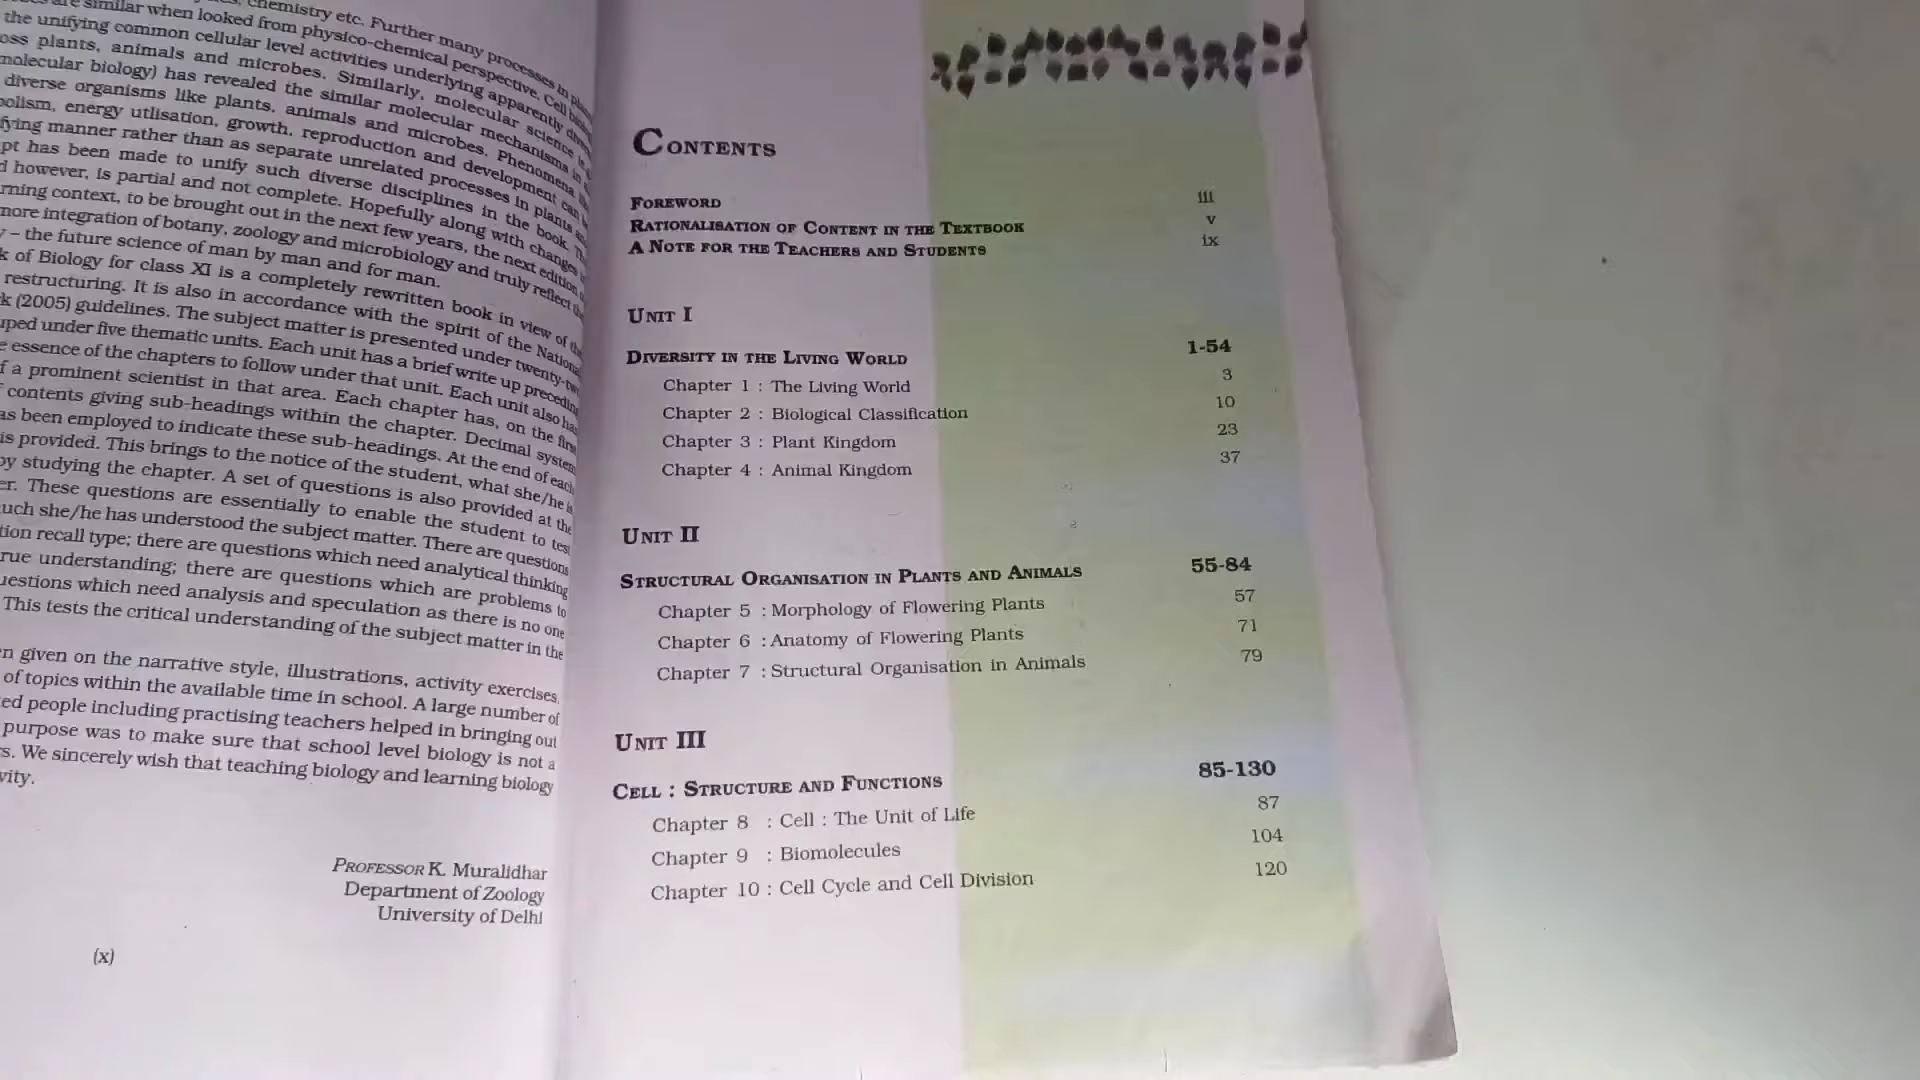 chemistry etc. Further many processes in
are similar when looked from physico-chemical perspective. Cell
the unifying common cellular level activities underlying apparently
plants, animals and microbes. Similarly, molecular science
molecular biology) has revealed the similar molecular mechanisms in
diverse organisms like plants, animals and microbes. Phenomena
energy utlisation, growth, reproduction and development can
manner rather than as separate unrelated processes in plants
has been made to unify such diverse disciplines in the book.
however, is partial and not complete. Hopefully along with changes
context, to be brought out in the next few years, the next edition
more integration of botany, zoology and microbiology and truly reflect
– the future science of man by man and for man.
of Biology for class XI is a completely rewritten book in view of
restructuring. It is also in accordance with the spirit of the National
(2005) guidelines. The subject matter is presented under twenty-two
under five thematic units. Each unit has a brief write up preceding
essence of the chapters to follow under that unit. Each unit also has
a prominent scientist in that area. Each chapter has, on the first
contents giving sub-headings within the chapter. Decimal system
been employed to indicate these sub-headings. At the end of each
is provided. This brings to the notice of the student, what she/he is
by studying the chapter. A set of questions is also provided at the
These questions are essentially to enable the student to test
she/he has understood the subject matter. There are questions
recall type; there are questions which need analytical thinking
understanding; there are questions which are problems to
which need analysis and speculation as there is no one
This tests the critical understanding of the subject matter in the
given on the narrative style, illustrations, activity exercises,
of topics within the available time in school. A large number of
people including practising teachers helped in bringing out
purpose was to make sure that school level biology is not a
We sincerely wish that teaching biology and learning biology
PROFESSOR K. Muralidhar
Department of Zoology
University of Delhi
(x)
CONTENTS
FOREWORD iii
RATIONALISATION OF CONTENT IN THE TEXTBOOK v
A NOTE FOR THE TEACHERS AND STUDENTS ix
UNIT I
DIVERSITY IN THE LIVING WORLD 1-54
Chapter 1 : The Living World 3
Chapter 2 : Biological Classification 10
Chapter 3 : Plant Kingdom 23
Chapter 4 : Animal Kingdom 37
UNIT II
STRUCTURAL ORGANISATION IN PLANTS AND ANIMALS 55-84
Chapter 5 : Morphology of Flowering Plants 57
Chapter 6 : Anatomy of Flowering Plants 71
Chapter 7 : Structural Organisation in Animals 79
UNIT III
CELL : STRUCTURE AND FUNCTIONS 85-130
Chapter 8 : Cell : The Unit of Life 87
Chapter 9 : Biomolecules 104
Chapter 10 : Cell Cycle and Cell Division 120